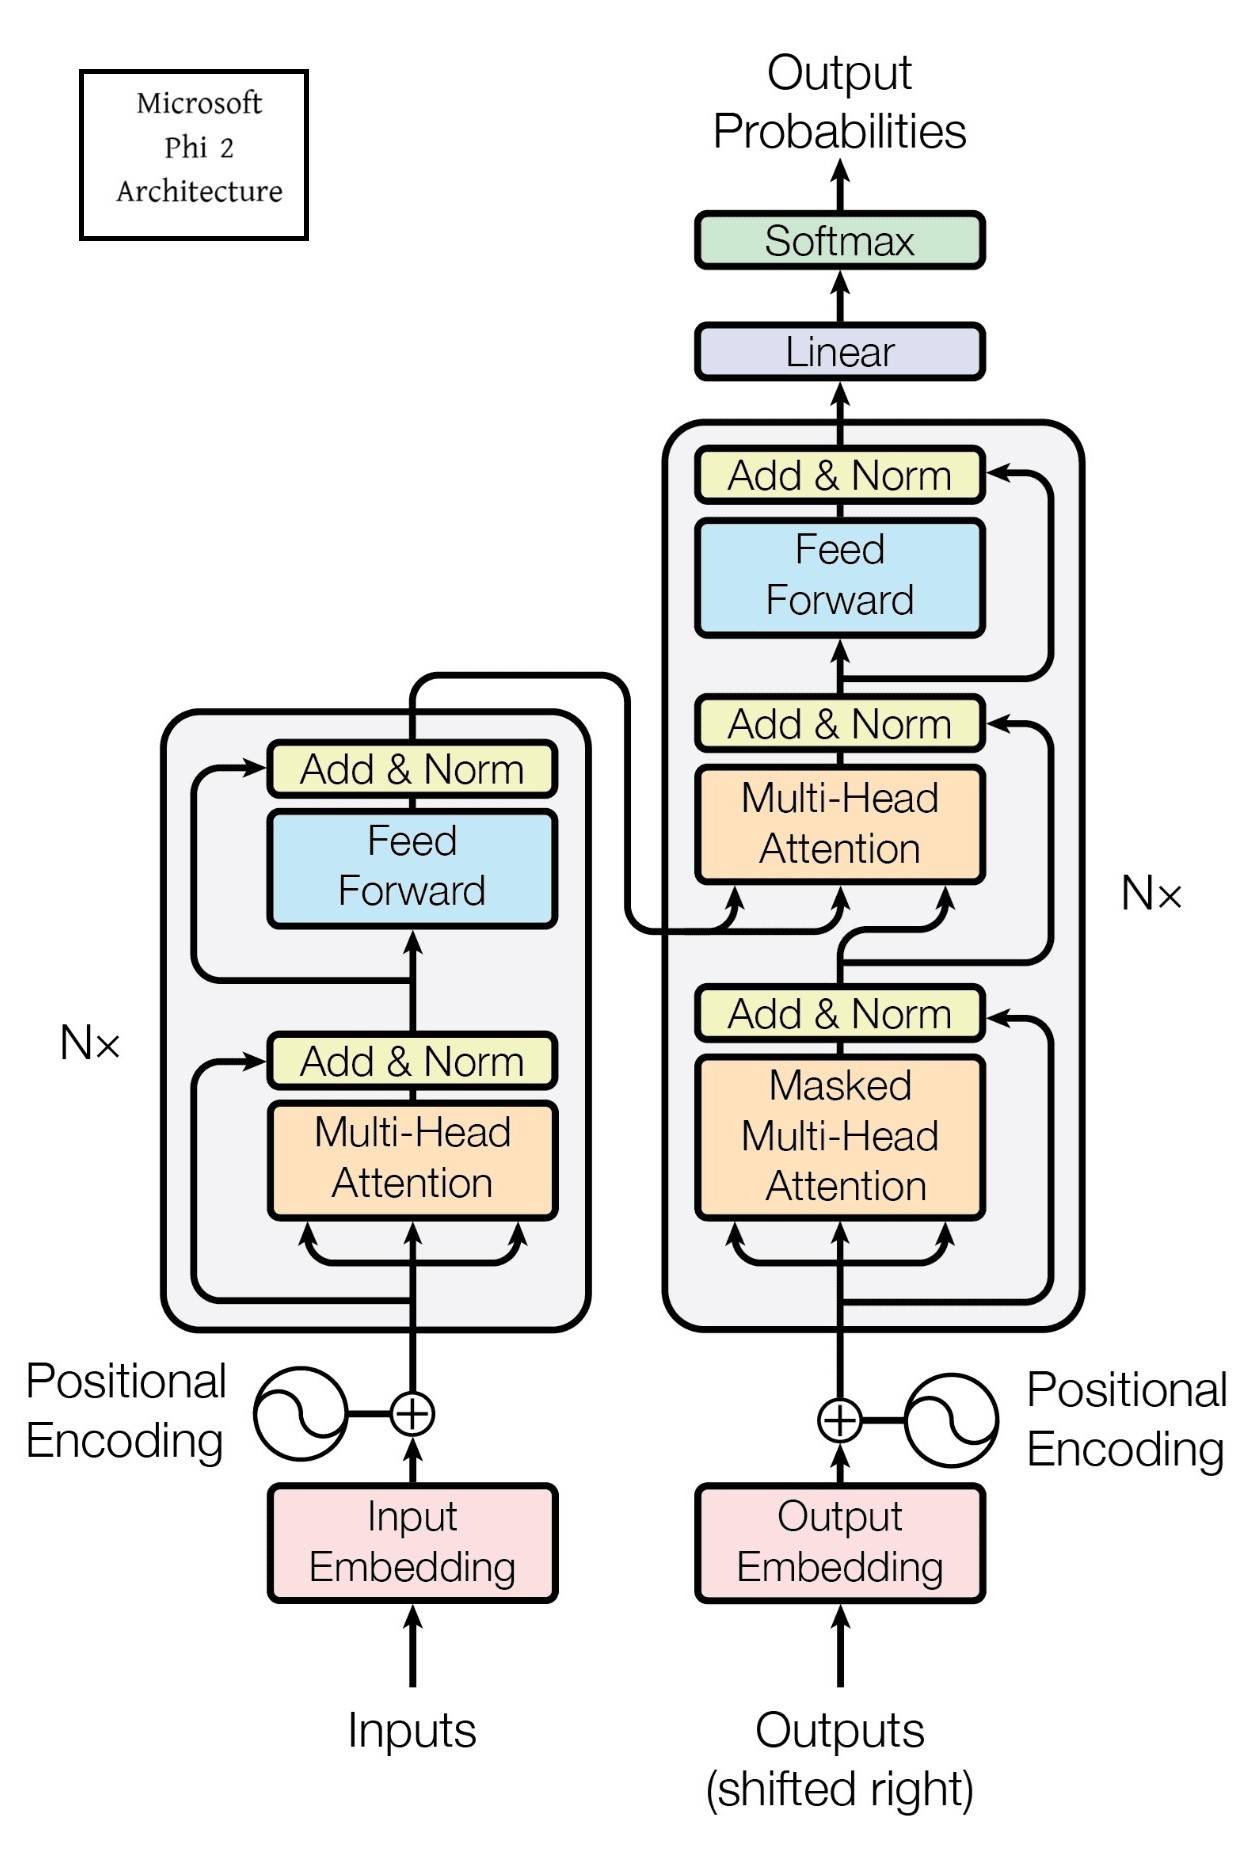 Microsoft
Phi 2
Architecture
Output
Probabilities
Softmax
Linear
Add & Norm
Feed
Forward
Add & Norm
Multi-Head
Attention
Add & Norm
Masked
Multi-Head
Attention
Nx
Add & Norm
Feed
Forward
Add & Norm
Multi-Head
Attention
N×
Positional
Encoding
Positional
Encoding
Input
Embedding
Output
Embedding
Inputs
Outputs
(shifted right)